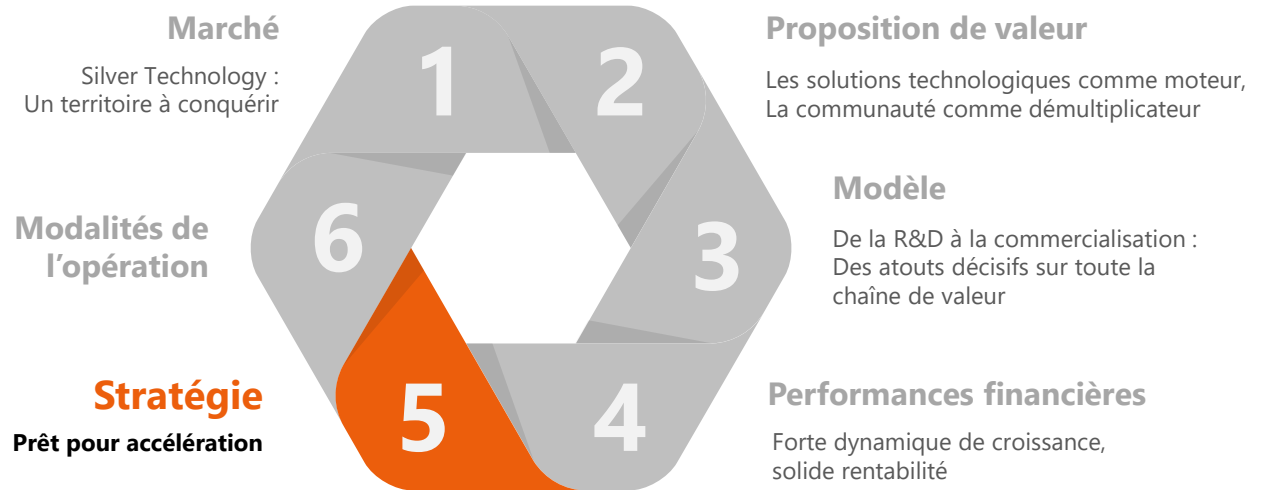 Marché
Silver Technology :
Un territoire à conquérir
1
2
Proposition de valeur
Les solutions technologiques comme moteur,
La communauté comme démultiplicateur
3
Modèle
De la R&D à la commercialisation :
Des atouts décisifs sur toute la
chaîne de valeur
4
Performances financières
Forte dynamique de croissance,
solide rentabilité
5
Stratégie
Prêt pour accélération
6
Modalités de
l’opération